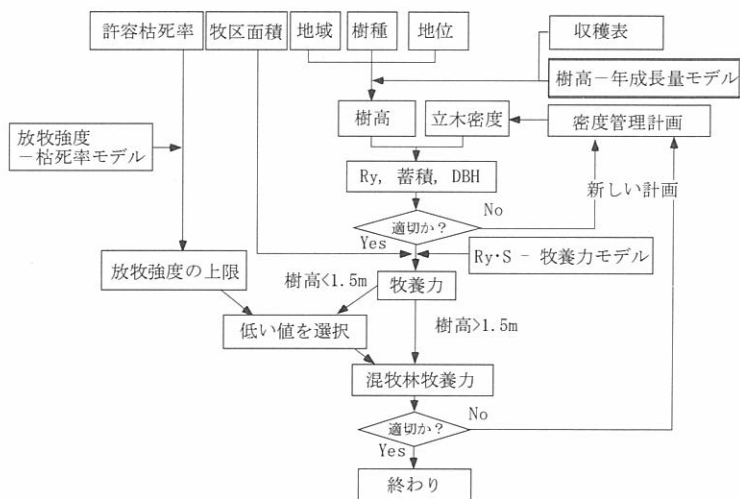 許容枯死率
牧区面積
地域
樹種
地位
収穫表
樹高－年成長量モデル
樹高
立木密度
密度管理計画
放牧強度
－枯死率モデル
Ry, 蓄積, DBH
新しい計画
適切か？
No
Yes
Ry・S － 牧養力モデル
放牧強度の上限
樹高<1.5m
牧養力
低い値を選択
樹高>1.5m
混牧林牧養力
適切か？
No
Yes
終わり